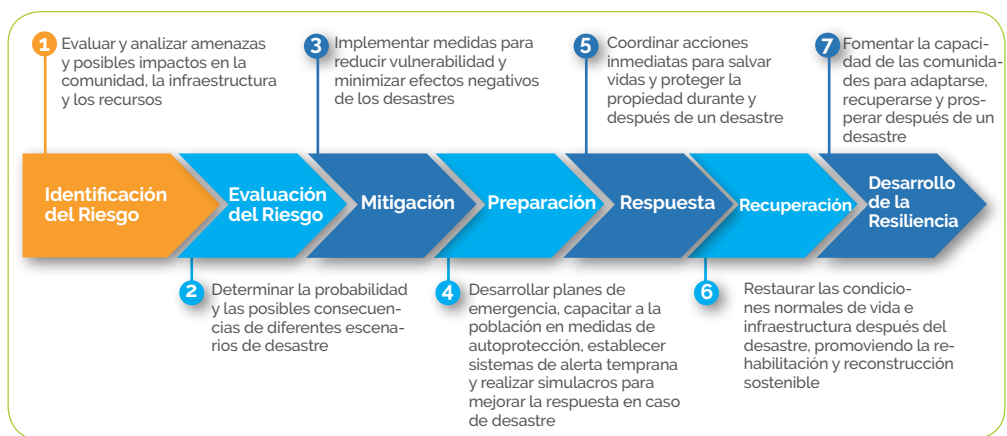 1
Evaluar y analizar amenazas
y posibles impactos en la
comunidad, la infraestructura
y los recursos
3
Implementar medidas para
reducir vulnerabilidad y
minimizar efectos negativos
de los desastres
5
Coordinar acciones
inmediatas para salvar
vidas y proteger la
propiedad durante y
después de un desastre
7
Fomentar la capaci-
dad de las comunida-
des para adaptarse,
recuperarse y pros-
perar después de un
desastre
Identificación
del Riesgo
Evaluación
del Riesgo
Mitigación
Preparación
Respuesta
Recuperación
Desarrollo
de la
Resiliencia
2
Determinar la probabilidad
y las posibles consecuen-
cias de diferentes escena-
rios de desastre
4
Desarrollar planes de
emergencia, capacitar a la
población en medidas de
autoprotección, establecer
sistemas de alerta temprana
y realizar simulacros para
mejorar la respuesta en caso
de desastre
6
Restaurar las condicio-
nes normales de vida e
infraestructura después del
desastre, promoviendo la re-
habilitación y reconstrucción
sostenible